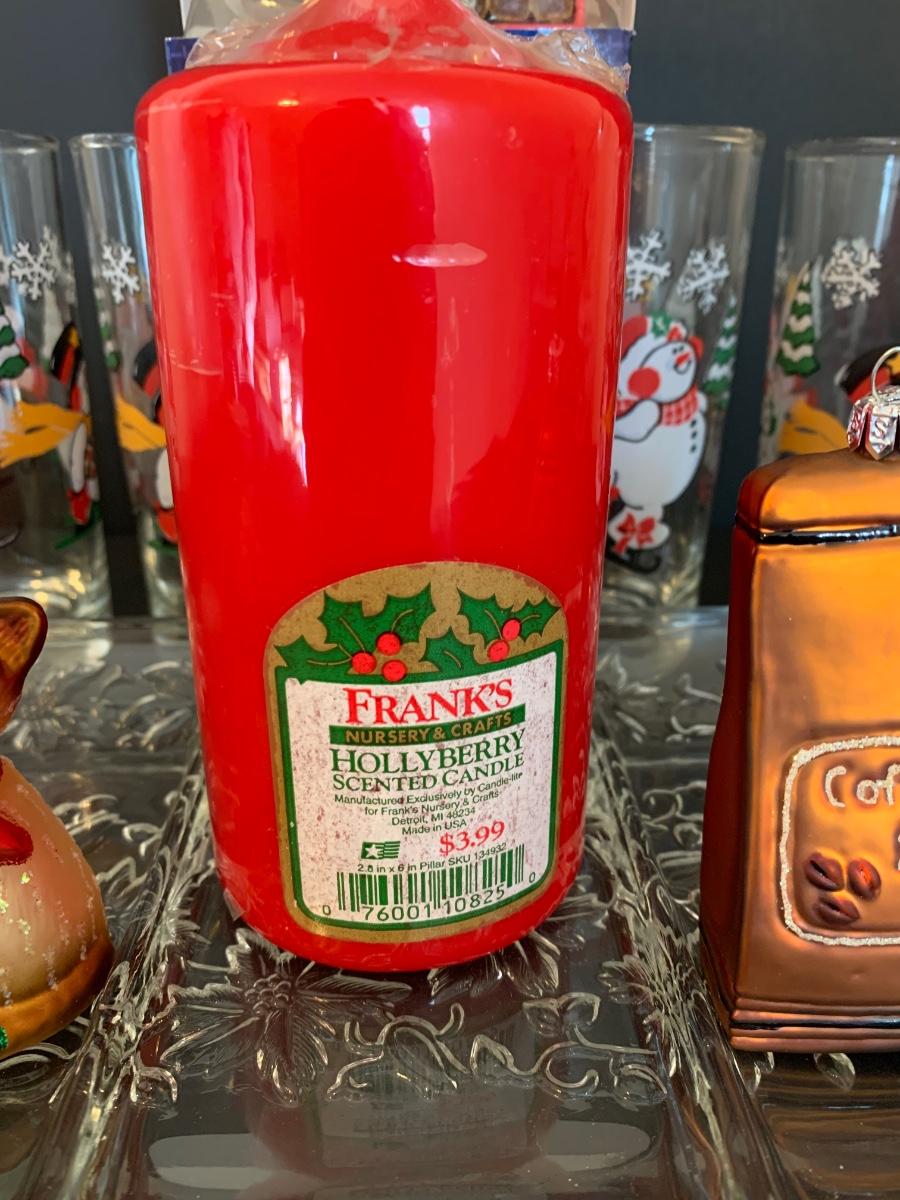 FRANK'S
NURSERY & CRAFTS
HOLLYBERRY
SCENTED CANDLE
Manufactured Exclusively by Candle-lite
for Frank's Nursery & Crafts
Detroit, MI 48234
Made in USA
$3.99
2.8 in x 6 in Pillar SKU 134932
0 76001 10825 0